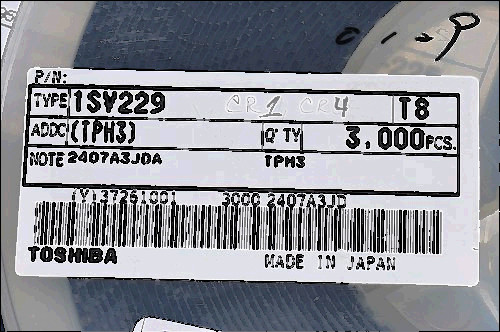 P/N:
TYPE 1SV229 CR1 CR4 T8
ADDC (TPH3) Q'TY 3,000PCS.
NOTE 2407A3JDA TPH3
1Y137261001 3000 2407A3JD
TOSHIBA MADE IN JAPAN